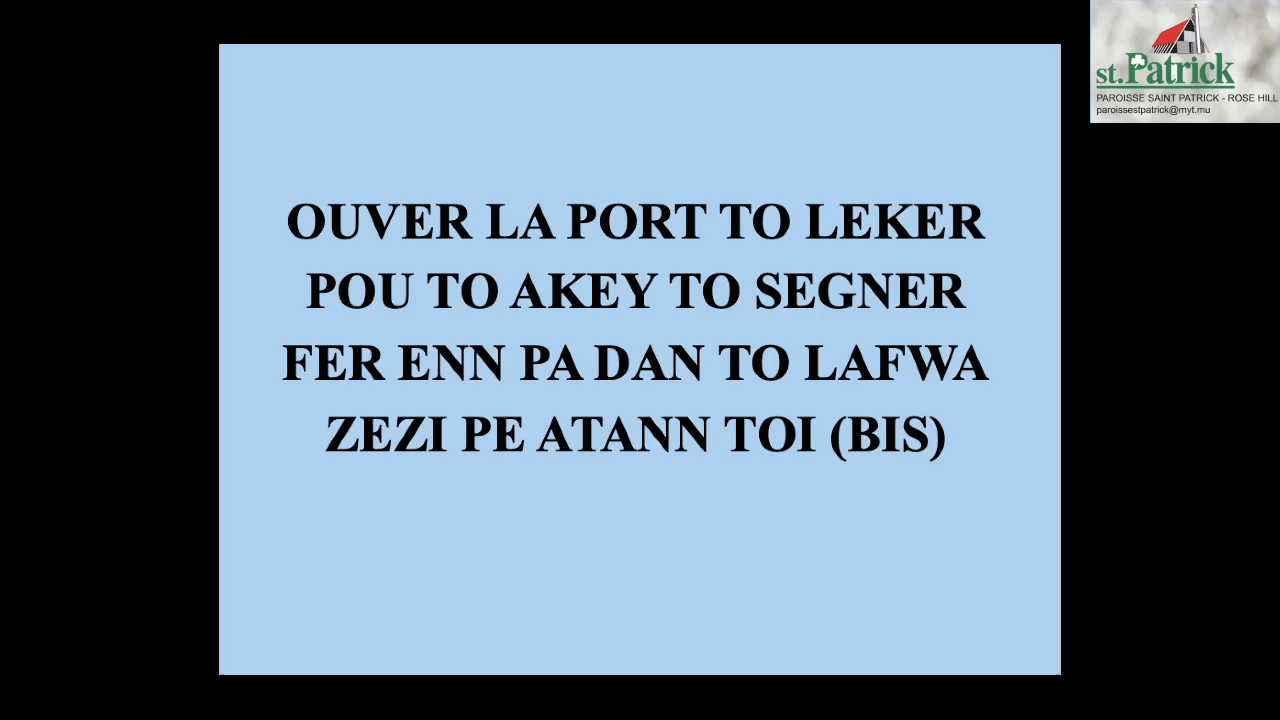 st.Patrick
PAROISSE SAINT PATRICK - ROSE HILL
paroissestpatrick@myt.mu
OUVER LA PORT TO LEKER
POU TO AKEY TO SEGNER
FER ENN PA DAN TO LAFWA
ZEZI PE ATANN TOI (BIS)